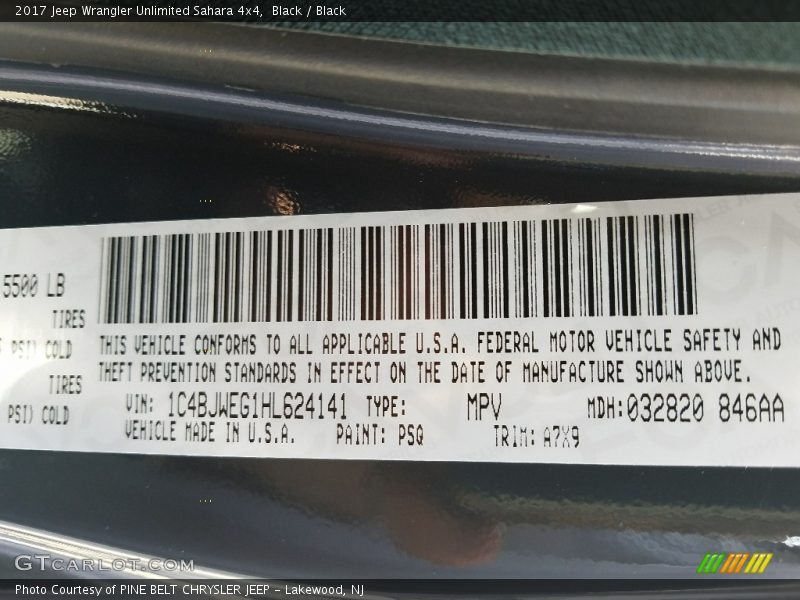 2017 Jeep Wrangler Unlimited Sahara 4x4, Black / Black
5500 LB
TIRES
PSI) COLD
TIRES
PSI) COLD
THIS VEHICLE CONFORMS TO ALL APPLICABLE U.S.A. FEDERAL MOTOR VEHICLE SAFETY AND
THEFT PREVENTION STANDARDS IN EFFECT ON THE DATE OF MANUFACTURE SHOWN ABOVE.
VIN: 1C4BJWEG1HL624141 TYPE: MPV MDH:032820 846AA
VEHICLE MADE IN U.S.A. PAINT: PSQ TRIM: A7X9
GTCARLOT.COM
Photo Courtesy of PINE BELT CHRYSLER JEEP - Lakewood, NJ